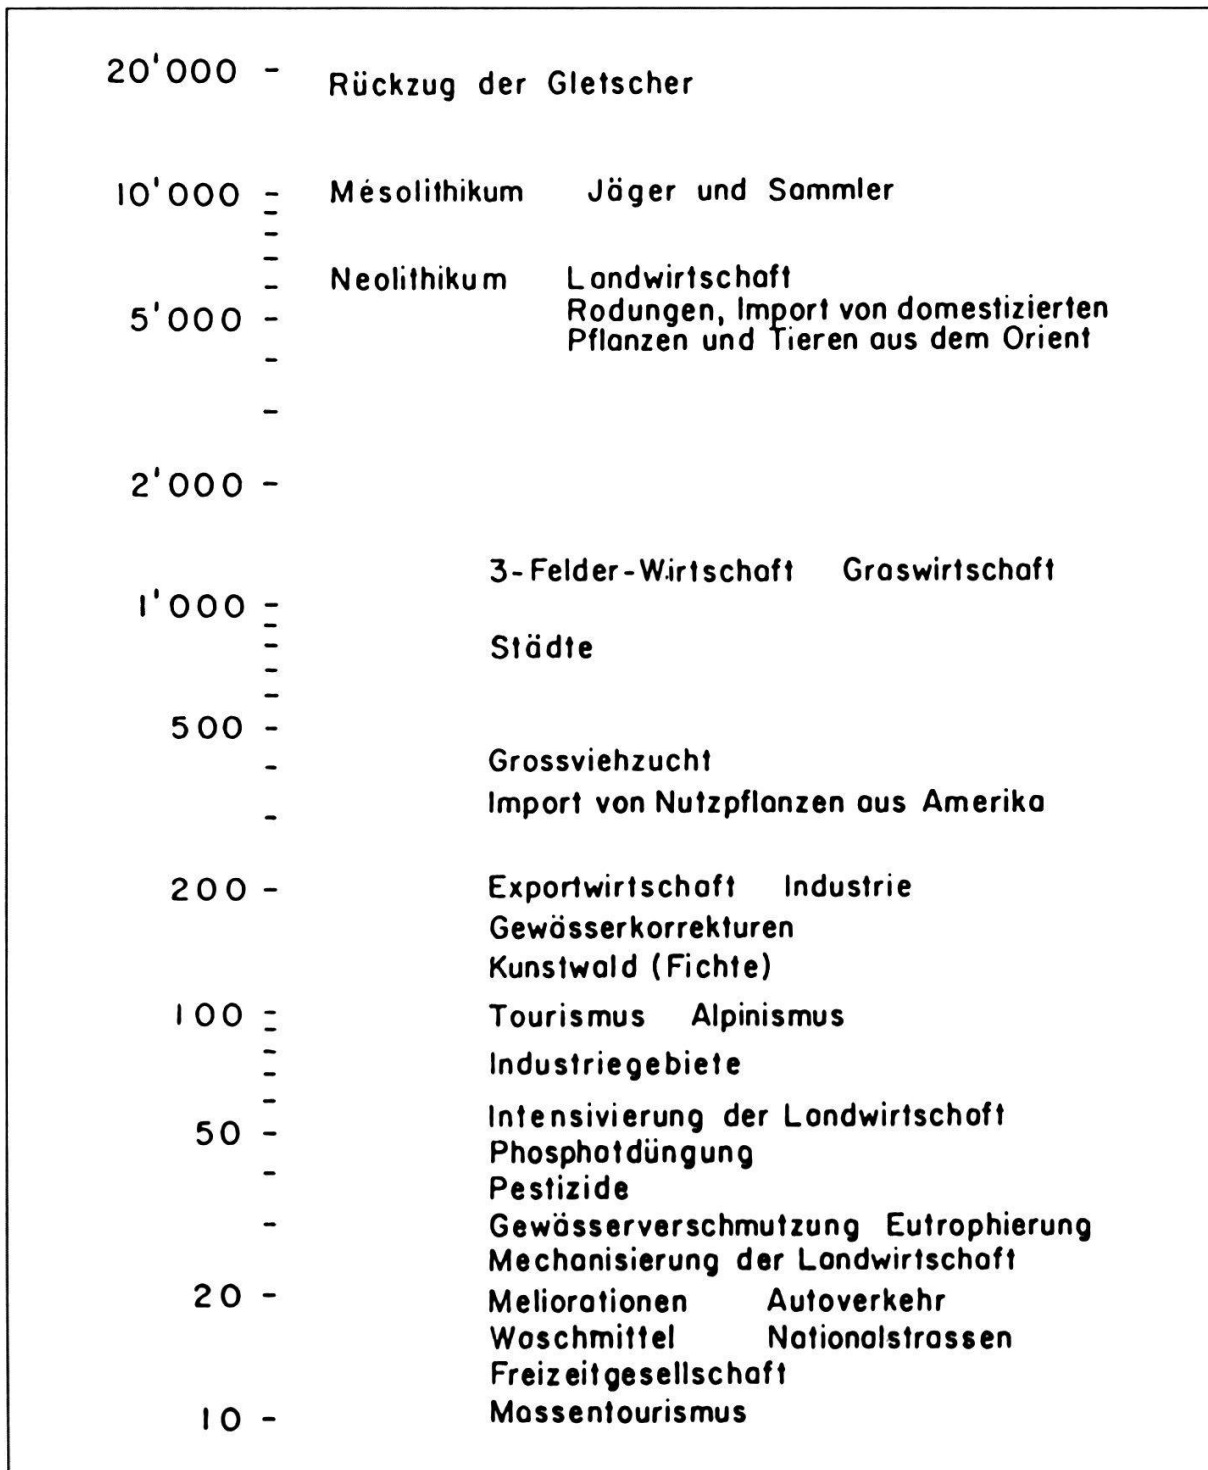 20'000 - Rückzug der Gletscher
10'000 - Mésolithikum Jäger und Sammler
Neolithikum Landwirtschaft
5'000 - Rodungen, Import von domestizierten
Pflanzen und Tieren aus dem Orient
2'000 -
3-Felder-Wirtschaft Graswirtschaft
1'000 -
Städte
500 -
Grossviehzucht
Import von Nutzpflanzen aus Amerika
200 - Exportwirtschaft Industrie
Gewässerkorrekturen
Kunstwald (Fichte)
100 - Tourismus Alpinismus
Industriegebiete
Intensivierung der Landwirtschaft
50 -
Phosphatdüngung
Pestizide
Gewässerverschmutzung Eutrophierung
Mechanisierung der Landwirtschaft
20 - Meliorationen Autoverkehr
Waschmittel Nationalstrassen
Freizeitgesellschaft
10 - Massentourismus